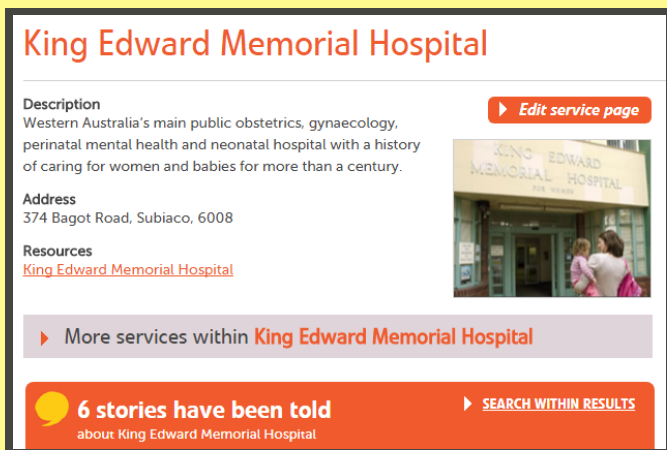 King Edward Memorial Hospital
Description
Western Australia's main public obstetrics, gynaecology,
perinatal mental health and neonatal hospital with a history
of caring for women and babies for more than a century.
Address
374 Bagot Road, Subiaco, 6008
Resources
King Edward Memorial Hospital
Edit service page
KING EDWARD
MEMORIAL HOSPITAL
FOR WOMEN
More services within King Edward Memorial Hospital
6 stories have been told
about King Edward Memorial Hospital
SEARCH WITHIN RESULTS